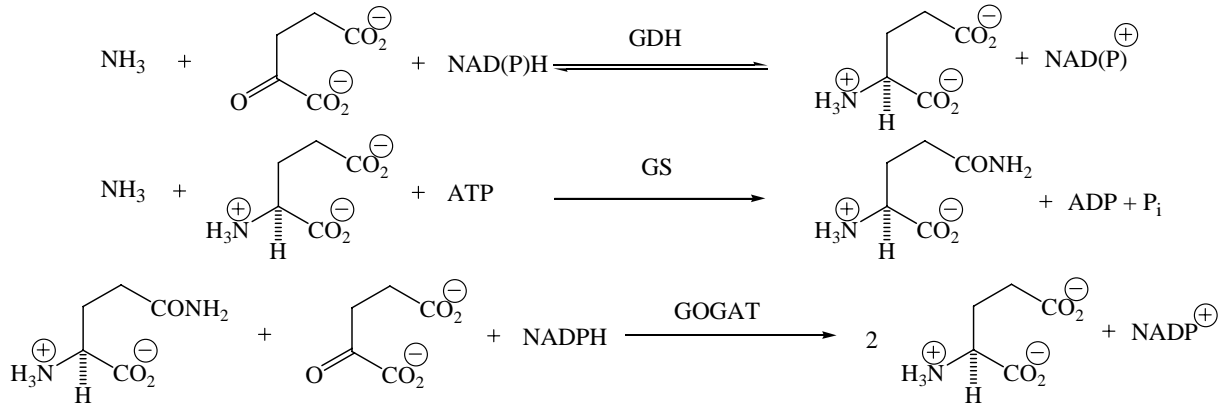 NH₃ + O CO₂⊖ CO₂⊖ + NAD(P)H GDH H₃N⊕ H CO₂⊖ CO₂⊖ + NAD(P)⊕
NH₃ + H₃N⊕ H CO₂⊖ CO₂⊖ + ATP GS H₃N⊕ H CONH₂ CO₂⊖ + ADP + Pᵢ
H₃N⊕ H CONH₂ CO₂⊖ + O CO₂⊖ CO₂⊖ + NADPH GOGAT 2 H₃N⊕ H CO₂⊖ CO₂⊖ + NADP⊕